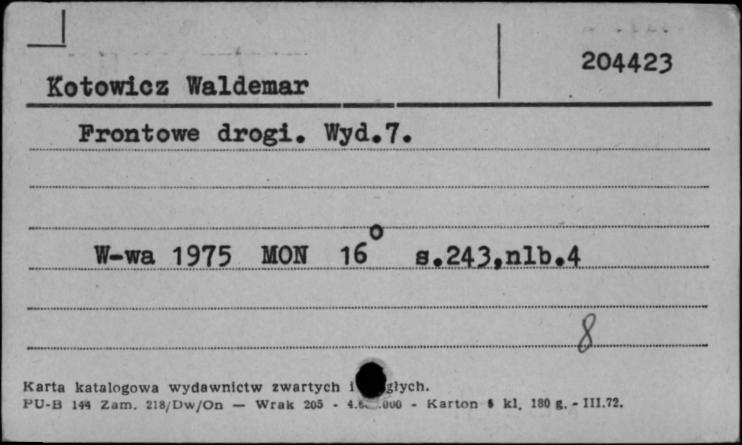 204423
Kotowicz Waldemar
Frontowe drogi. Wyd.7.
W-wa 1975 MON 16° s.243,nlb.4
8
Karta katalogowa wydawnictw zwartych i
PU-B 144 Zam. 218/Dw/On — Wrak 205 - - Karton kl. 180 g. - III.72.